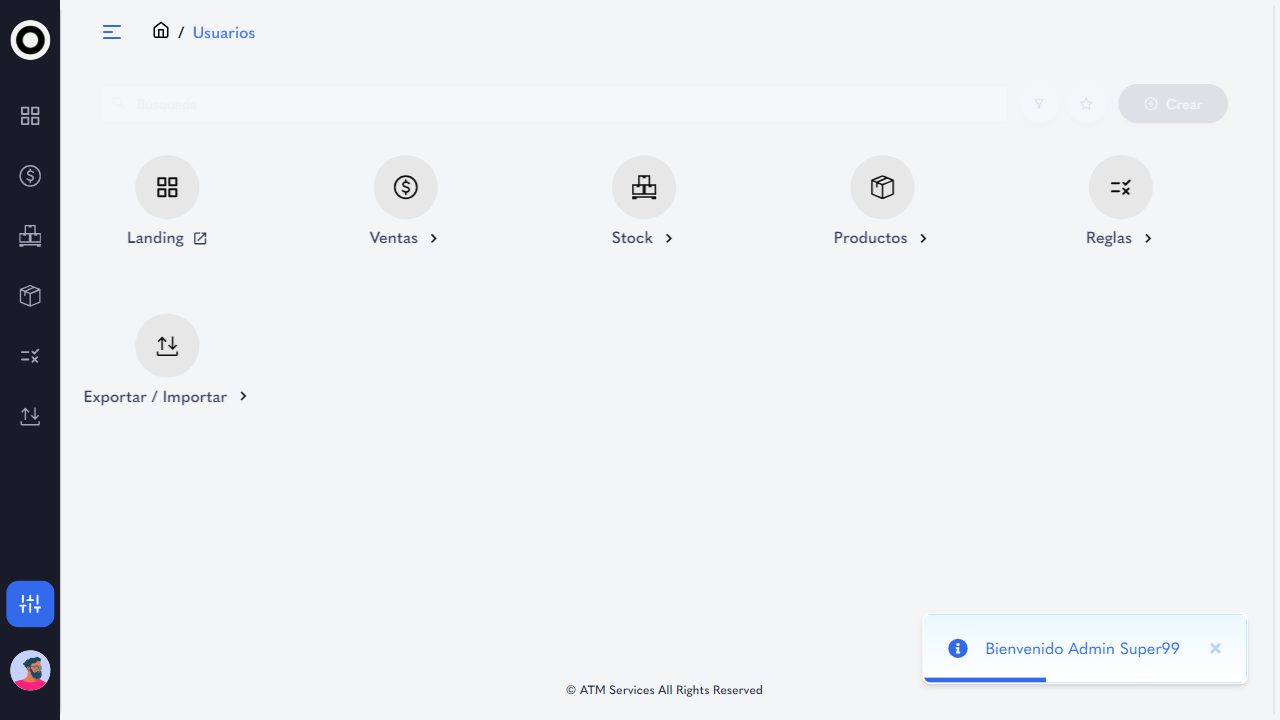 / Usuarios
Búsqueda
Crear
Landing
Ventas
Stock
Productos
Reglas
Exportar / Importar
Bienvenido Admin Super99
© ATM Services All Rights Reserved